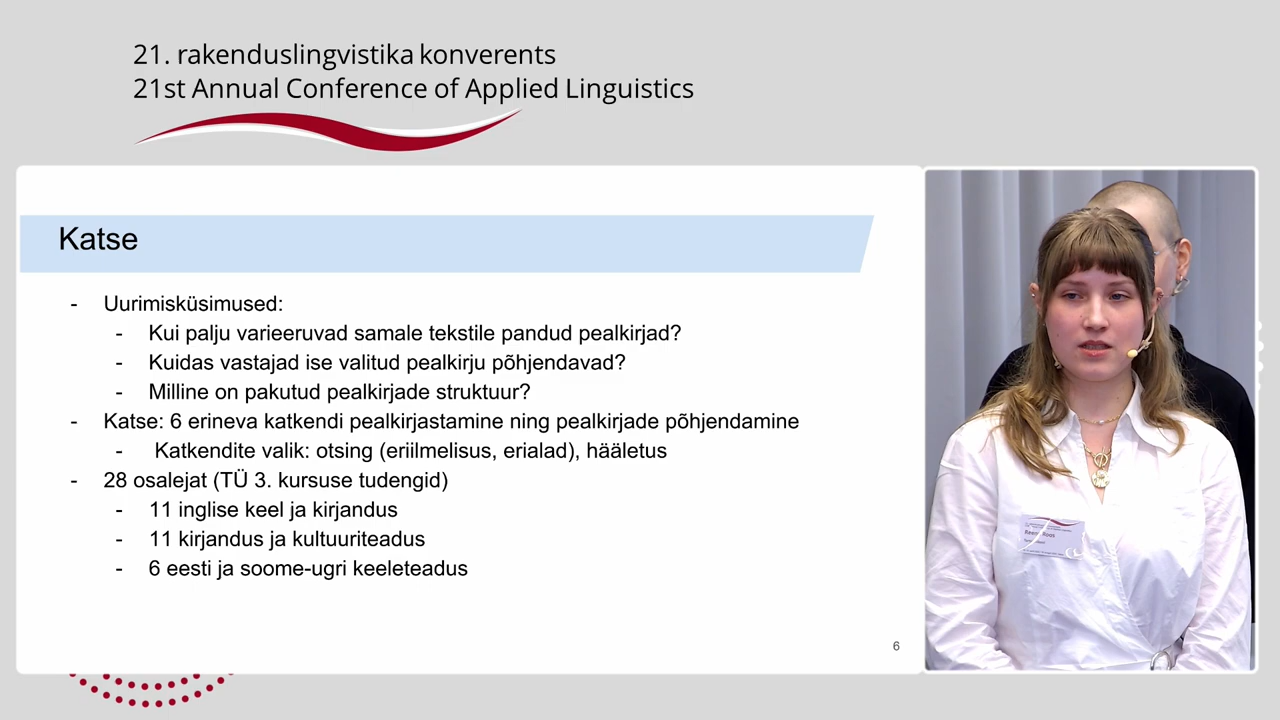 21. rakenduslingvistika konverents
21st Annual Conference of Applied Linguistics
Katse
- Uurimisküsimused:
- Kui palju varieeruvad samale tekstile pandud pealkirjad?
- Kuidas vastajad ise valitud pealkirju põhjendavad?
- Milline on pakutud pealkirjade struktuur?
- Katse: 6 erineva katkendi pealkirjastamine ning pealkirjade põhjendamine
- Katkendite valik: otsing (eriilmelisus, erialad), hääletus
- 28 osalejat (TÜ 3. kursuse tudengid)
- 11 inglise keel ja kirjandus
- 11 kirjandus ja kultuuriteadus
- 6 eesti ja soome-ugri keeleteadus
6
Roos